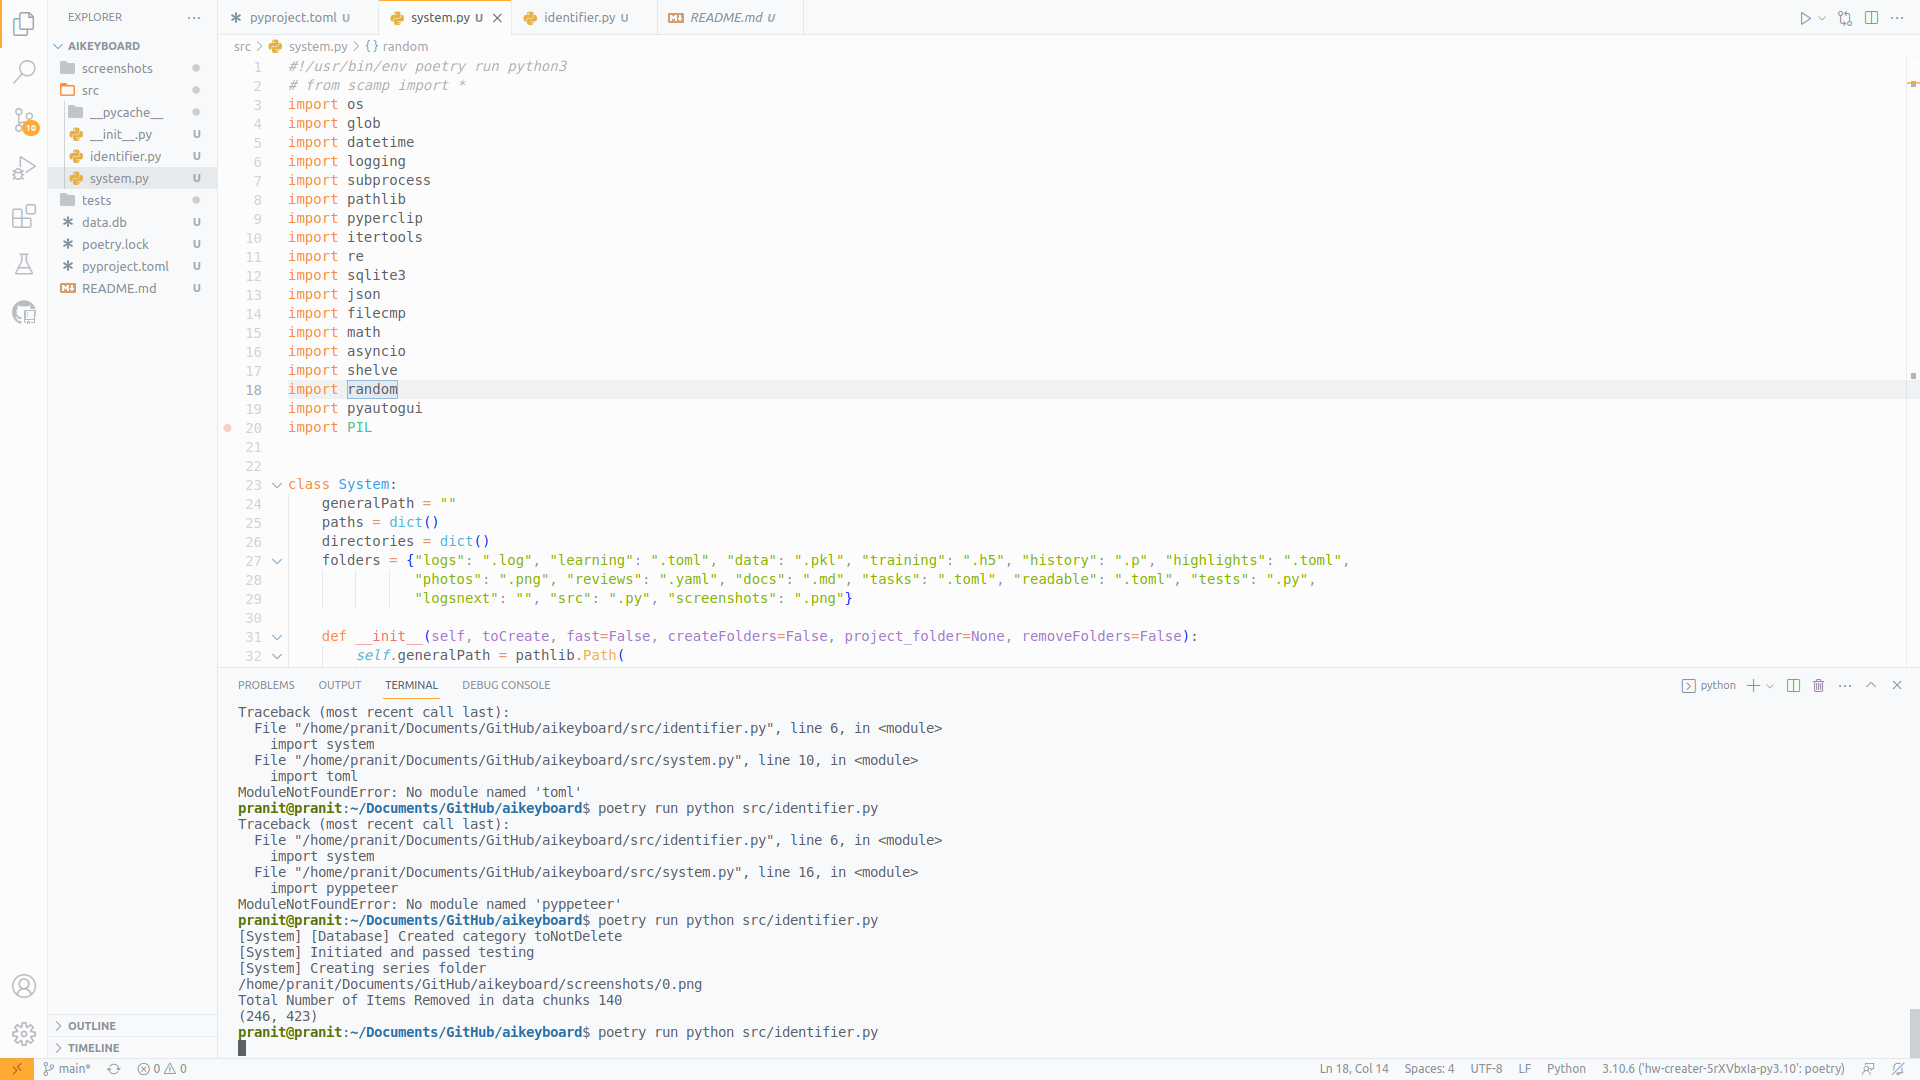 EXPLORER
AIKEYBOARD
screenshots
src
__pycache__
__init__.py U
identifier.py U
system.py U
tests
data.db U
poetry.lock U
pyproject.toml U
README.md U
10
OUTLINE
TIMELINE
pyproject.toml U
system.py U
identifier.py U
README.md U
src > system.py > {} random
1 #!/usr/bin/env poetry run python3
2 # from scamp import *
3 import os
4 import glob
5 import datetime
6 import logging
7 import subprocess
8 import pathlib
9 import pyperclip
10 import itertools
11 import re
12 import sqlite3
13 import json
14 import filecmp
15 import math
16 import asyncio
17 import shelve
18 import random
19 import pyautogui
20 import PIL
21
22
23 class System:
24 generalPath = ""
25 paths = dict()
26 directories = dict()
27 folders = {"logs": ".log", "learning": ".toml", "data": ".pkl", "training": ".h5", "history": ".p", "highlights": ".toml",
28 "photos": ".png", "reviews": ".yaml", "docs": ".md", "tasks": ".toml", "readable": ".toml", "tests": ".py",
29 "logsnext": "", "src": ".py", "screenshots": ".png"}
30
31 def __init__(self, toCreate, fast=False, createFolders=False, project_folder=None, removeFolders=False):
32 self.generalPath = pathlib.Path(
PROBLEMS OUTPUT TERMINAL DEBUG CONSOLE python
Traceback (most recent call last):
File "/home/pranit/Documents/GitHub/aikeyboard/src/identifier.py", line 6, in <module>
import system
File "/home/pranit/Documents/GitHub/aikeyboard/src/system.py", line 10, in <module>
import toml
ModuleNotFoundError: No module named 'toml'
pranit@pranit:~/Documents/GitHub/aikeyboard$ poetry run python src/identifier.py
Traceback (most recent call last):
File "/home/pranit/Documents/GitHub/aikeyboard/src/identifier.py", line 6, in <module>
import system
File "/home/pranit/Documents/GitHub/aikeyboard/src/system.py", line 16, in <module>
import pyppeteer
ModuleNotFoundError: No module named 'pyppeteer'
pranit@pranit:~/Documents/GitHub/aikeyboard$ poetry run python src/identifier.py
[System] [Database] Created category toNotDelete
[System] Initiated and passed testing
[System] Creating series folder
/home/pranit/Documents/GitHub/aikeyboard/screenshots/0.png
Total Number of Items Removed in data chunks 140
(246, 423)
pranit@pranit:~/Documents/GitHub/aikeyboard$ poetry run python src/identifier.py
main* 0 0 Ln 18, Col 14 Spaces: 4 UTF-8 LF Python 3.10.6 ('hw-creater-5rXVbxIa-py3.10': poetry)